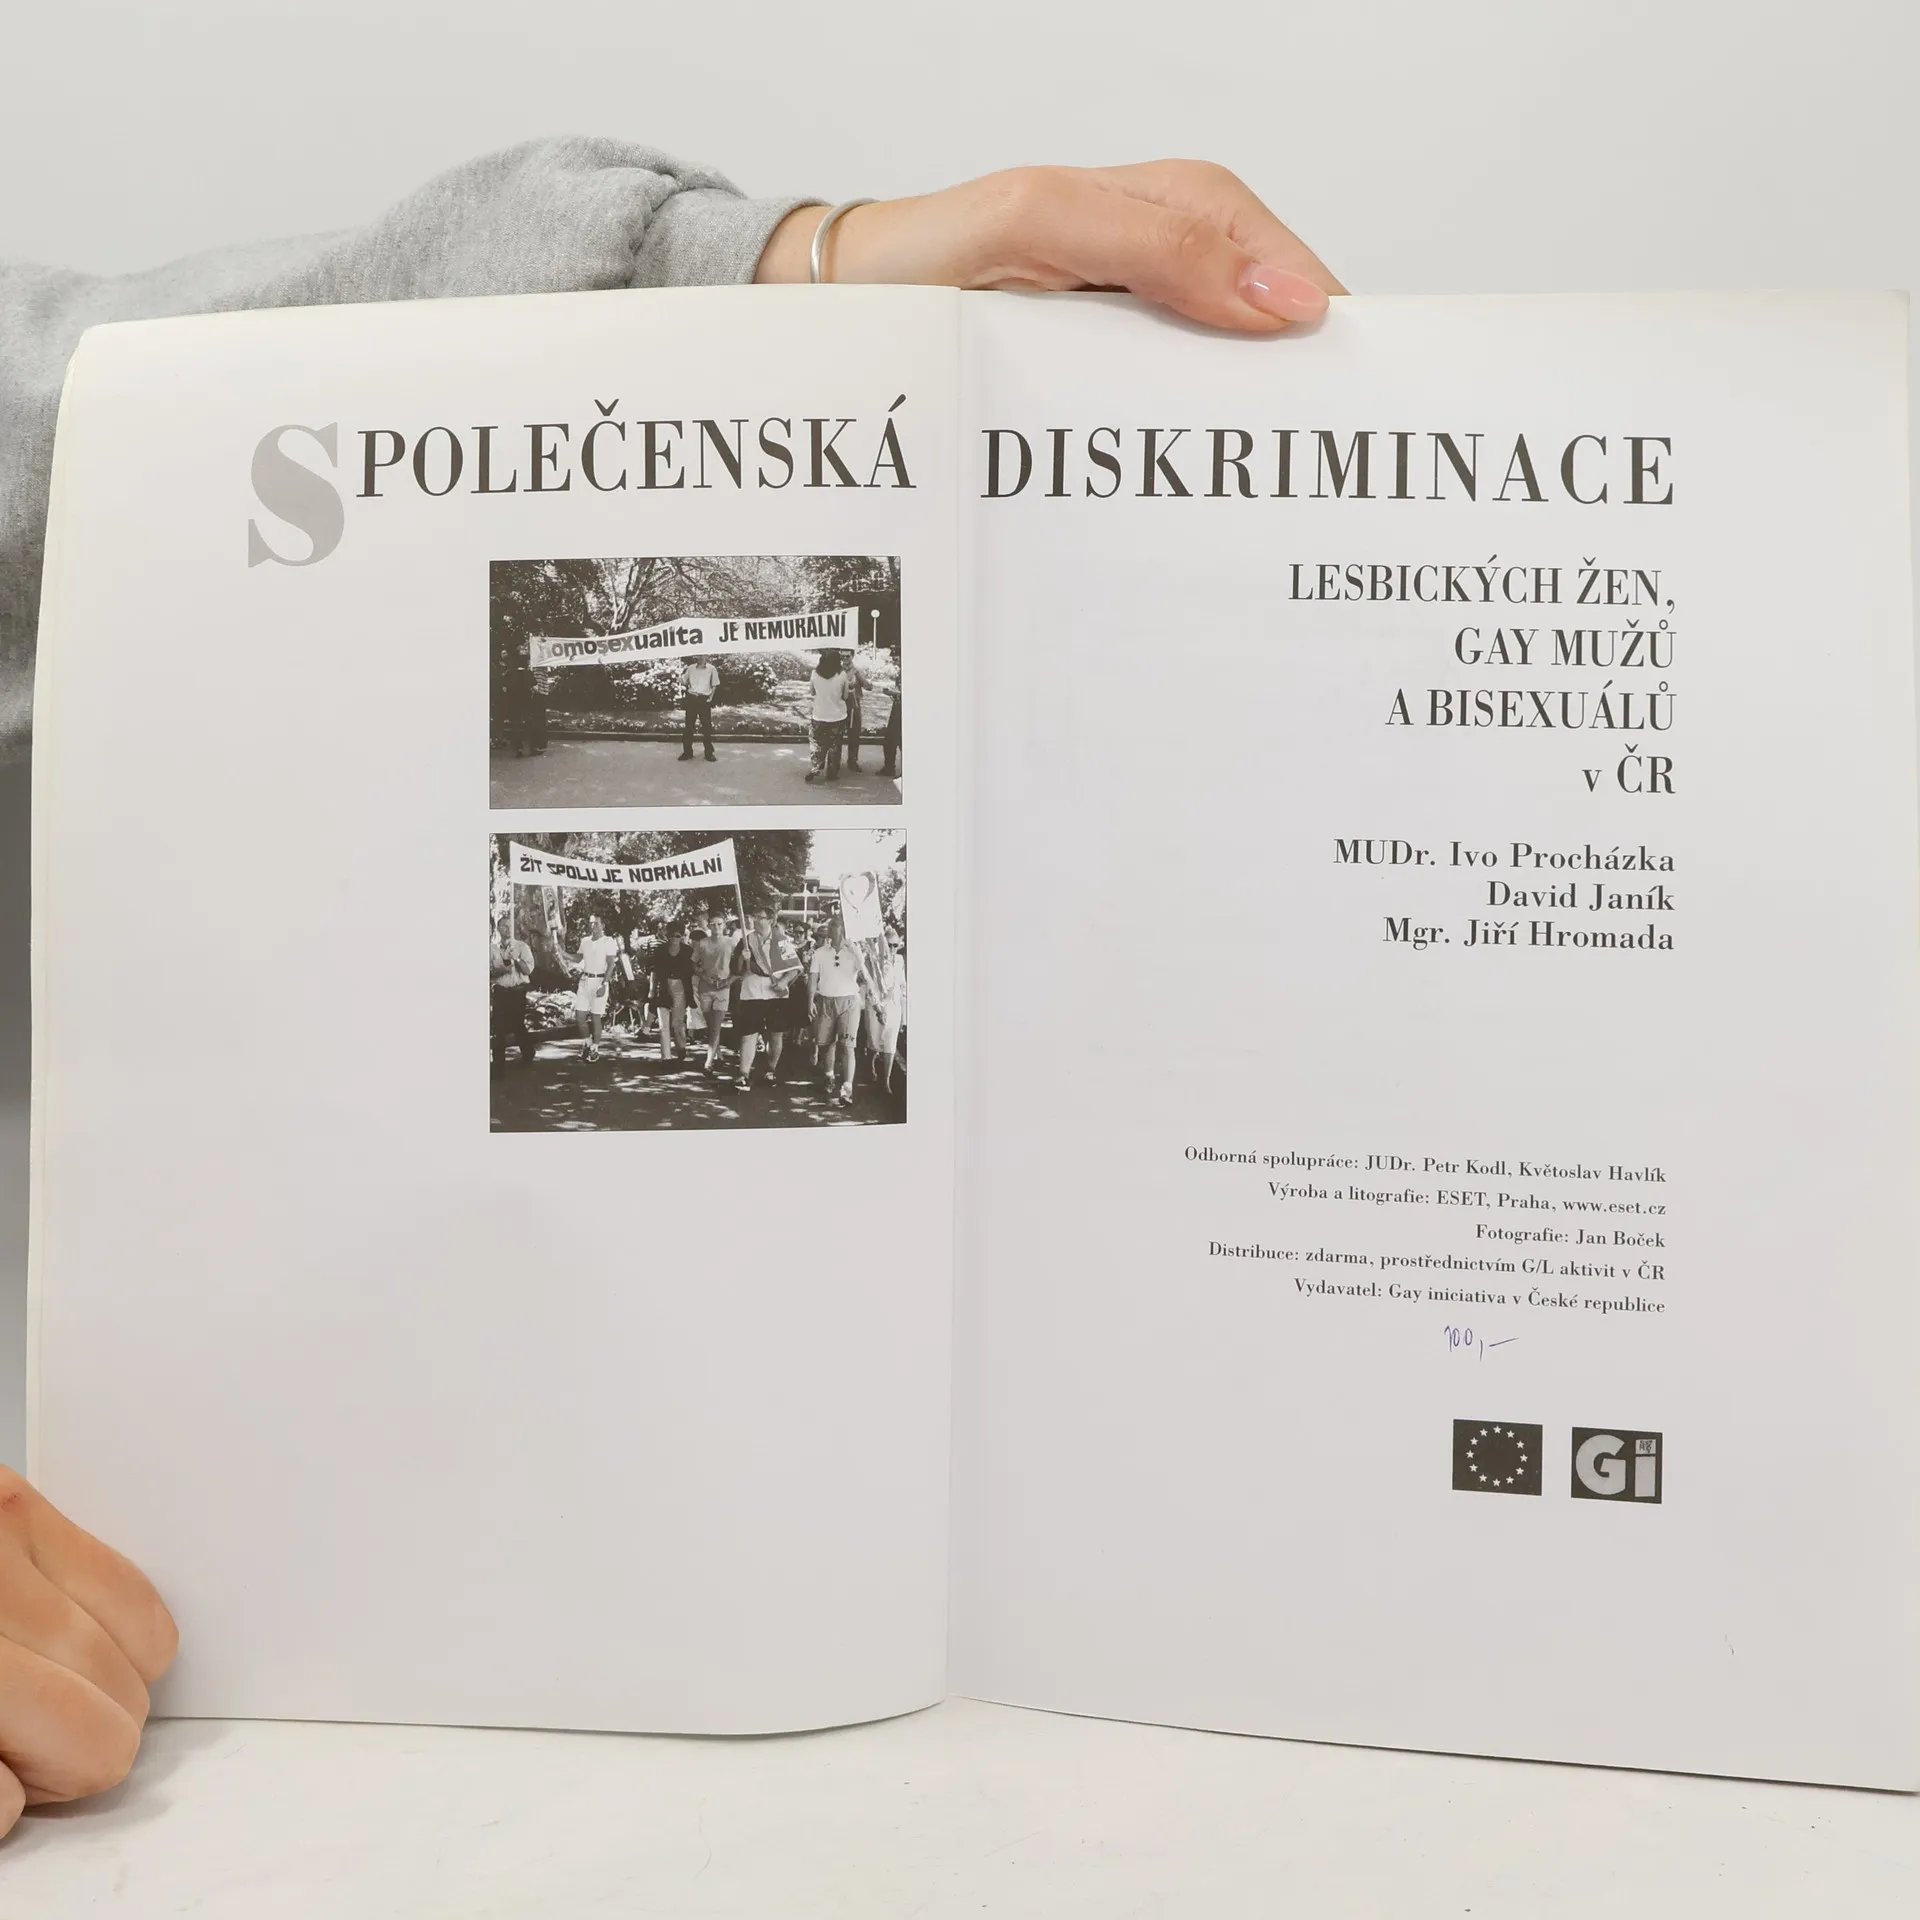 SPOLEČENSKÁ DISKRIMINACE
homosexualita JE NEMORÁLNÍ
ŽÍT SPOLU JE NORMÁLNÍ
LESBICKÝCH ŽEN,
GAY MUŽŮ
A BISEXUÁLŮ
v ČR
MUDr. Ivo Procházka
David Janík
Mgr. Jiří Hromada
Odborná spolupráce: JUDr. Petr Kodl, Květoslav Havlík
Výroba a litografie: ESET, Praha, www.eset.cz
Fotografie: Jan Boček
Distribuce: zdarma, prostřednictvím G/L aktivit v ČR
Vydavatel: Gay iniciativa v České republice
100,-
Gi